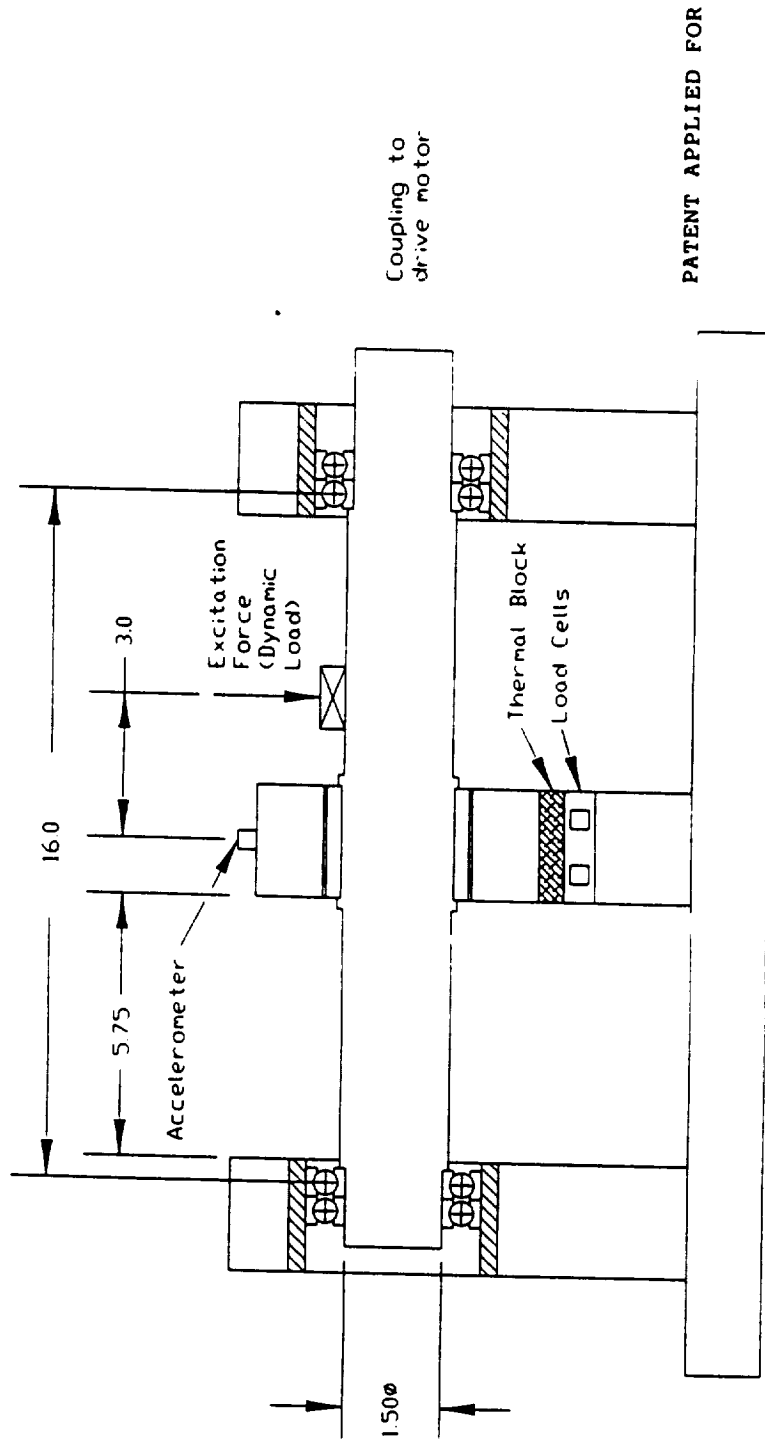 16.0
3.0
5.75
Accelerometer
Excitation
Force
(Dynamic
Load)
Coupling to
drive motor
Thermal Block
Load Cells
1.50ø
PATENT APPLIED FOR